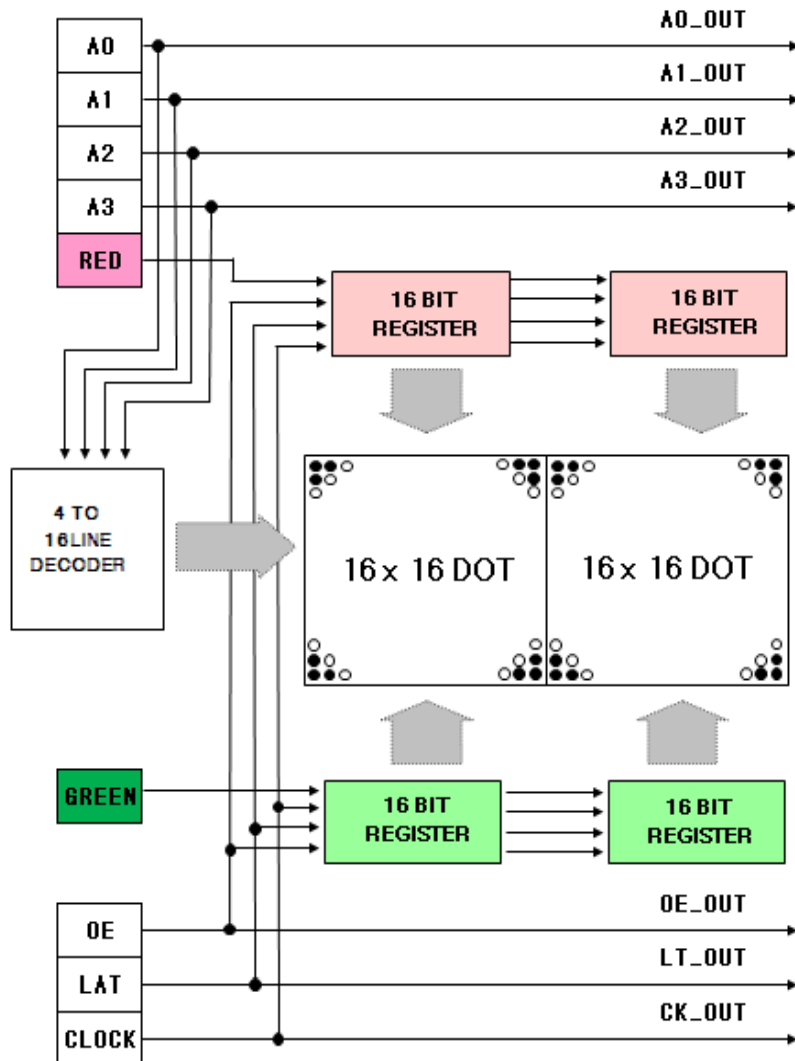 A0_OUT
A0
A1_OUT
A1
A2_OUT
A2
A3_OUT
A3
RED
16 BIT
REGISTER
16 BIT
REGISTER
4 TO
16LINE
DECODER
16 x 16 DOT
16 x 16 DOT
GREEN
16 BIT
REGISTER
16 BIT
REGISTER
OE_OUT
OE
LT_OUT
LAT
CK_OUT
CLOCK